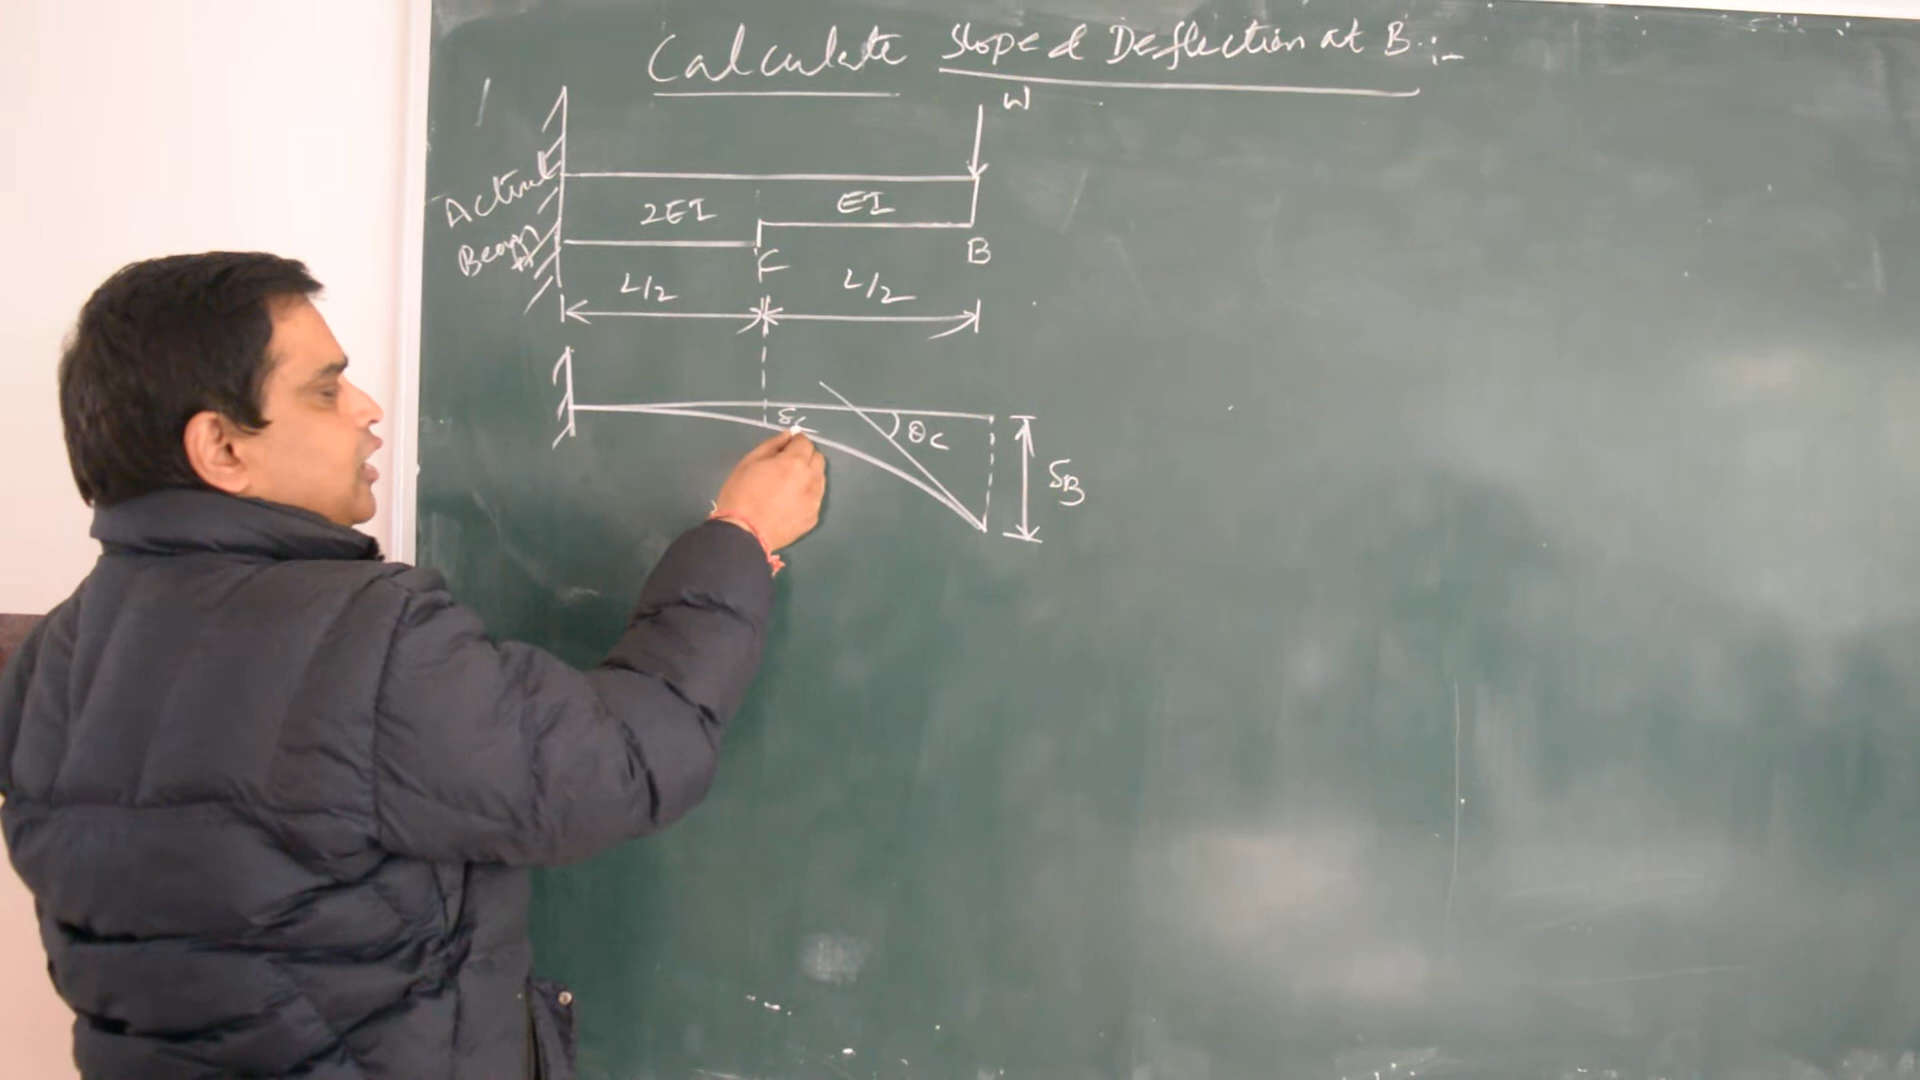 Calculate Slope & Deflection at B :-
W
Actual
Beam
2EI
EI
C
B
L/2
L/2
δc
θc
δB